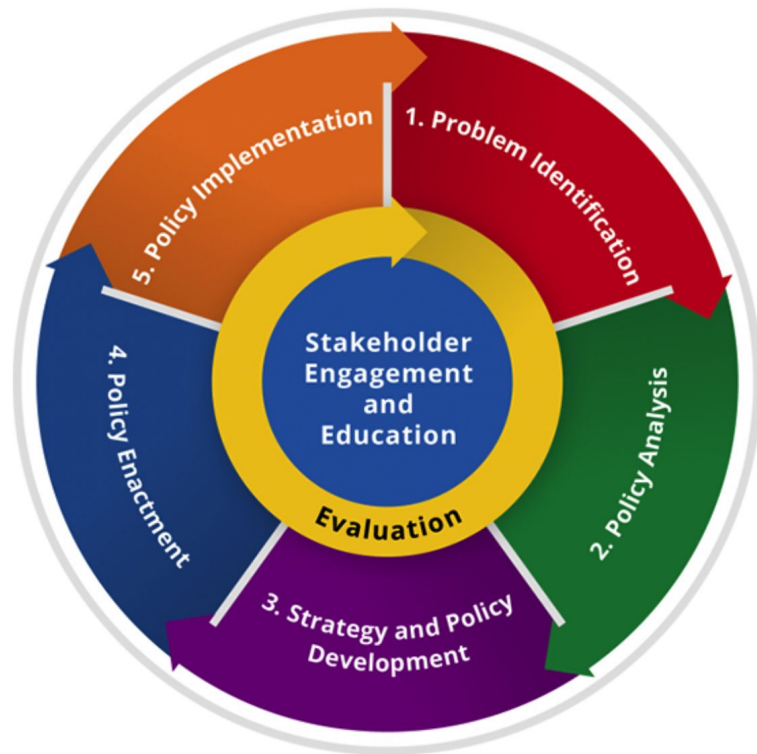 1. Problem Identification
2. Policy Analysis
3. Strategy and Policy
Development
4. Policy Enactment
5. Policy Implementation
Stakeholder
Engagement
and
Education
Evaluation